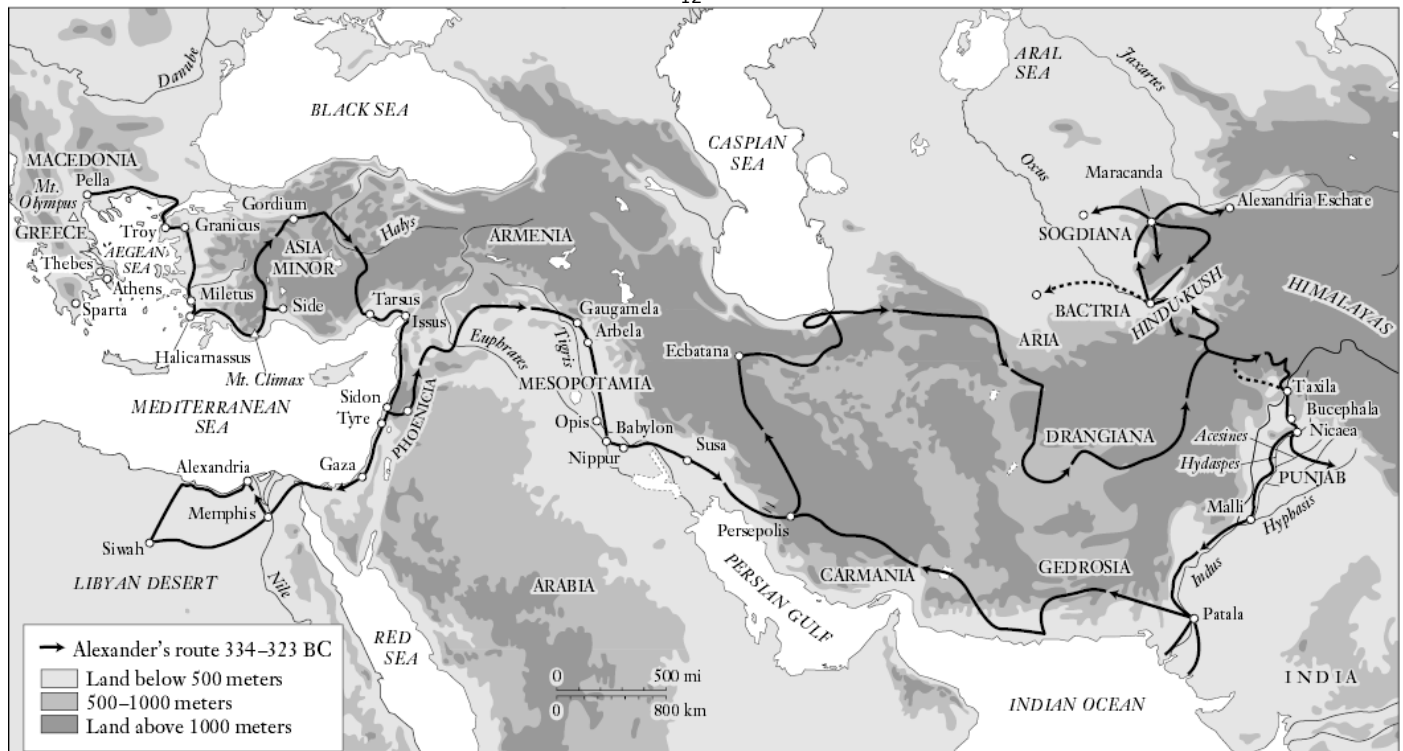 12
Danube
BLACK SEA
CASPIAN
SEA
ARAL
SEA
Jaxartes
Oxus
MACEDONIA
Pella
Mt.
Olympus
GREECE
Troy
Granicus
AEGEAN
SEA
Thebes
Athens
Sparta
Miletus
Halicarnassus
Gordium
ASIA
MINOR
Halys
Side
Mt. Climax
Tarsus
Issus
ARMENIA
Gaugamela
Arbela
Euphrates
Tigris
MESOPOTAMIA
Opis
Babylon
Nippur
Susa
Ecbatana
Persepolis
MEDITERRANEAN
SEA
Sidon
Tyre
PHOENICIA
Gaza
Alexandria
Memphis
Siwah
LIBYAN DESERT
Nile
RED
SEA
ARABIA
PERSIAN GULF
CARMANIA
GEDROSIA
DRANGIANA
ARIA
BACTRIA
SOGDIANA
Maracanda
Alexandria Eschate
HINDU·KUSH
HIMALAYAS
Taxila
Bucephala
Nicaea
Acesines
Hydaspes
PUNJAB
Malli
Hyphasis
Indus
Patala
INDIA
INDIAN OCEAN
Alexander's route 334–323 BC
Land below 500 meters
500–1000 meters
Land above 1000 meters
0 500 mi
0 800 km